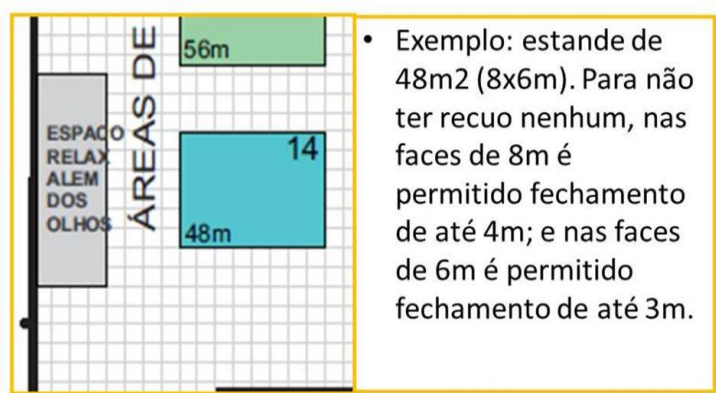 56m
ÁREAS DE
ESPAÇO
RELAX
ALEM
DOS
OLHOS
14
48m
• Exemplo: estande de
48m2 (8x6m). Para não
ter recuo nenhum, nas
faces de 8m é
permitido fechamento
de até 4m; e nas faces
de 6m é permitido
fechamento de até 3m.